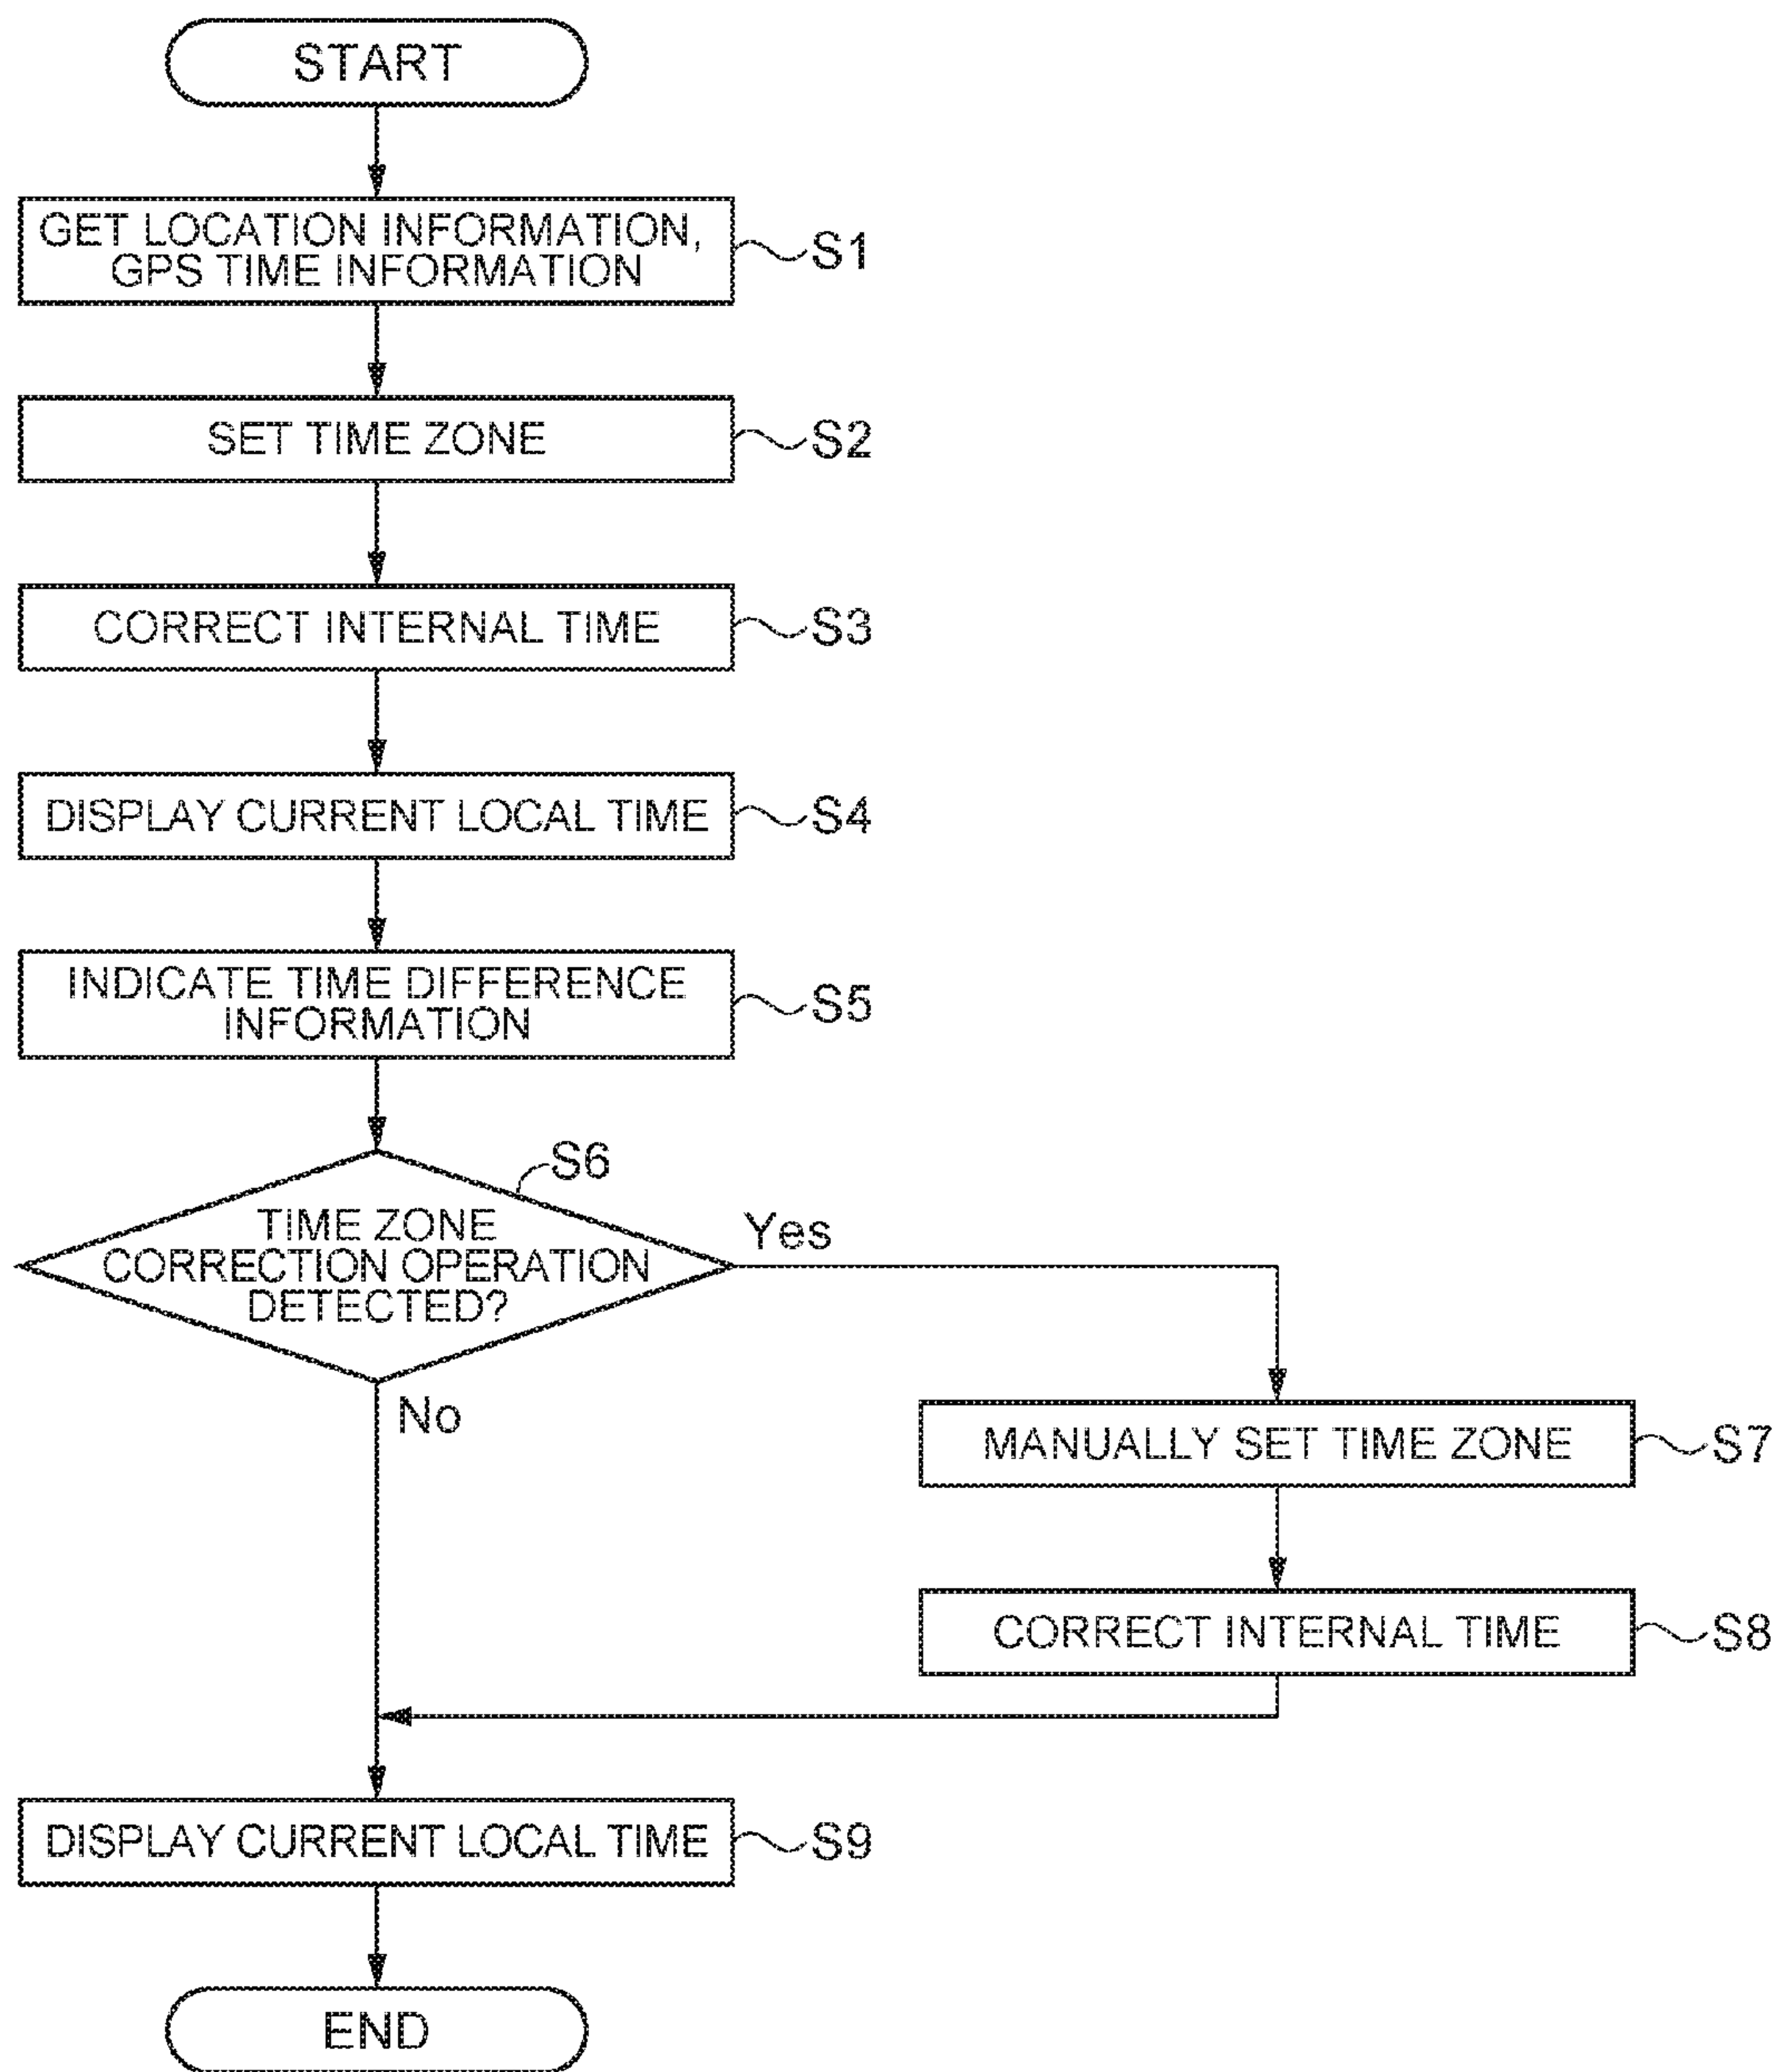 START
GET LOCATION INFORMATION,
GPS TIME INFORMATION
S1
SET TIME ZONE
S2
CORRECT INTERNAL TIME
S3
DISPLAY CURRENT LOCAL TIME
S4
INDICATE TIME DIFFERENCE
INFORMATION
S5
S6
TIME ZONE
CORRECTION OPERATION
DETECTED?
Yes
No
MANUALLY SET TIME ZONE
S7
CORRECT INTERNAL TIME
S8
DISPLAY CURRENT LOCAL TIME
S9
END